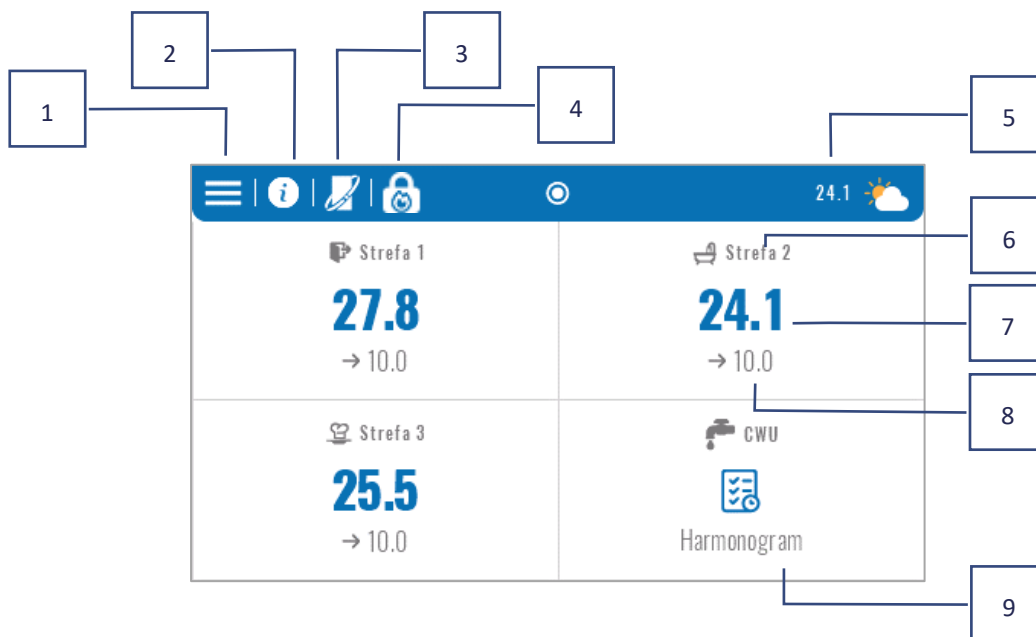 2
3
1
4
5
i
24.1
Strefa 1
Strefa 2
6
27.8
24.1
7
→ 10.0
→ 10.0
8
Strefa 3
CWU
25.5
→ 10.0
Harmonogram
9